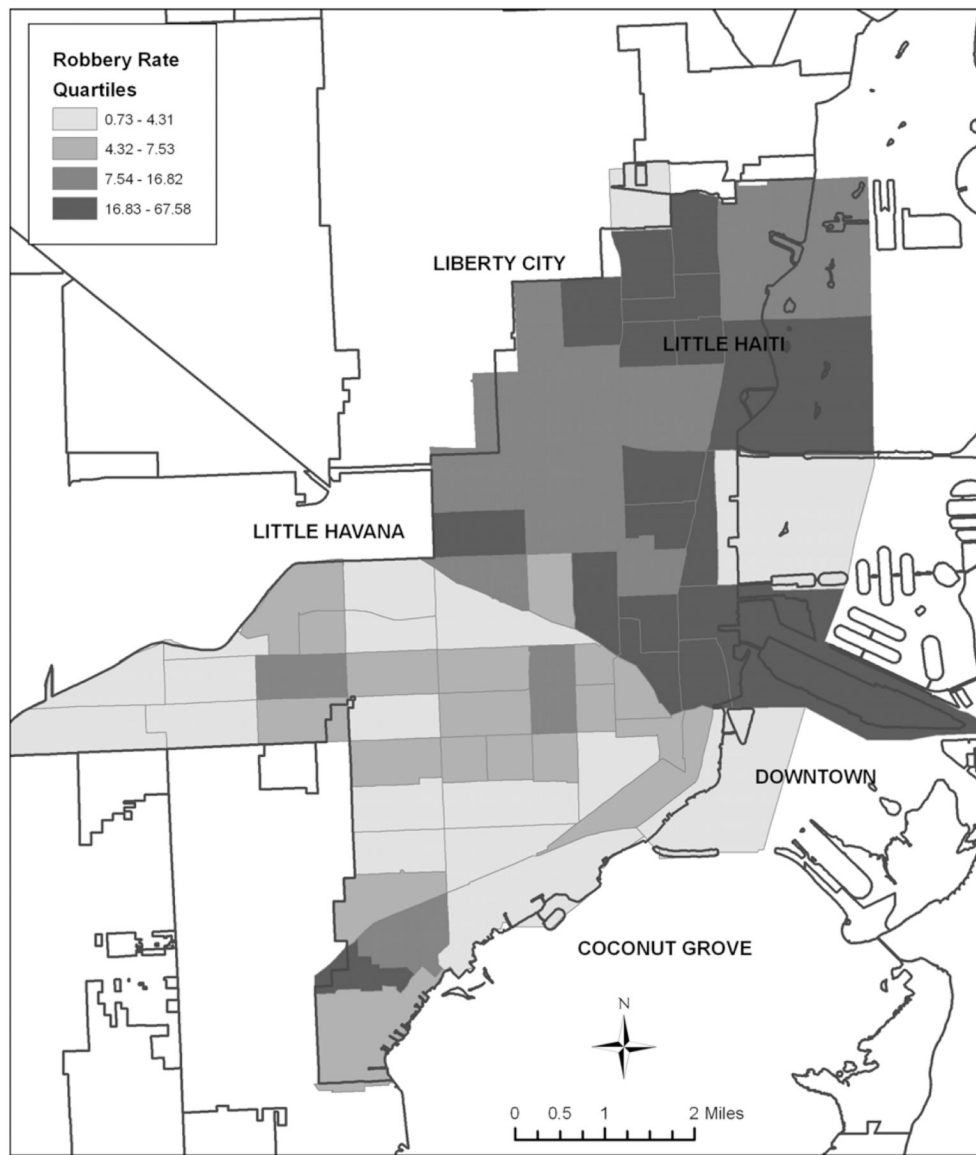 Robbery Rate
Quartiles
0.73 - 4.31
4.32 - 7.53
7.54 - 16.82
16.83 - 67.58
LIBERTY CITY
LITTLE HAITI
LITTLE HAVANA
DOWNTOWN
COCONUT GROVE
N
0 0.5 1 2 Miles